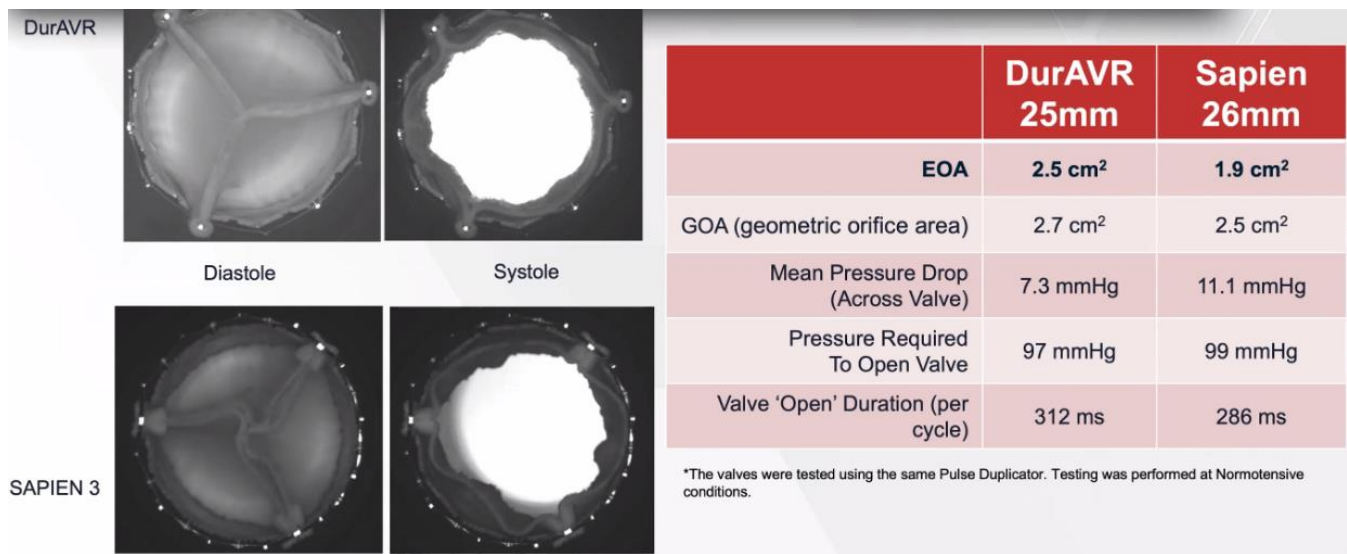 DurAVR
Diastole
Systole
SAPIEN 3
DurAVR
25mm
Sapien
26mm
EOA
2.5 cm²
1.9 cm²
GOA (geometric orifice area)
2.7 cm²
2.5 cm²
Mean Pressure Drop
(Across Valve)
7.3 mmHg
11.1 mmHg
Pressure Required
To Open Valve
97 mmHg
99 mmHg
Valve ‘Open’ Duration (per
cycle)
312 ms
286 ms
*The valves were tested using the same Pulse Duplicator. Testing was performed at Normotensive
conditions.